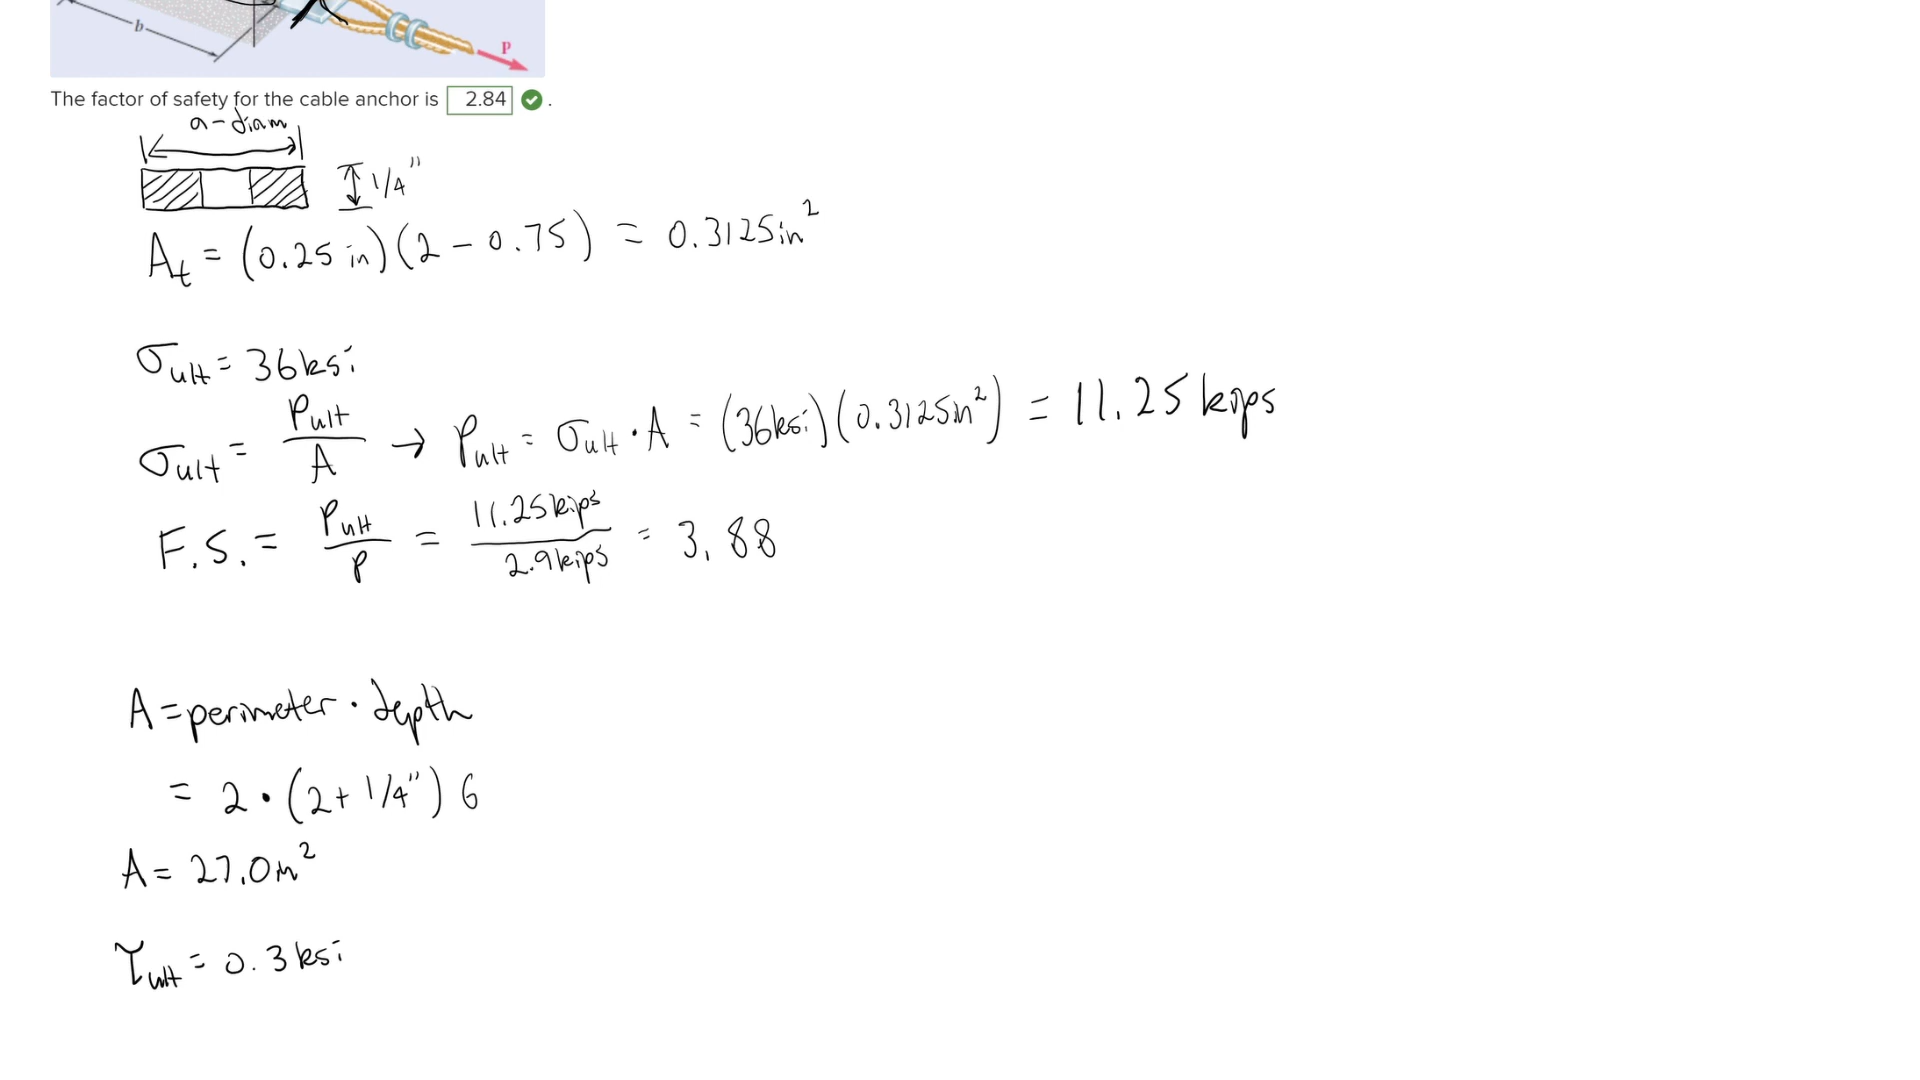 b
P
The factor of safety for the cable anchor is 2.84 .
a-diam
1/4"
At = (0.25 in)(2 - 0.75) = 0.3125in²
σult = 36ksi
σult = Pult/A → Pult = σult · A = (36ksi)(0.3125in²) = 11.25 kips
F.S. = Pult/P = 11.25kips/2.9kips = 3.88
A = perimeter · depth
= 2 · (2 + 1/4") 6
A = 27.0in²
τult = 0.3 ksi